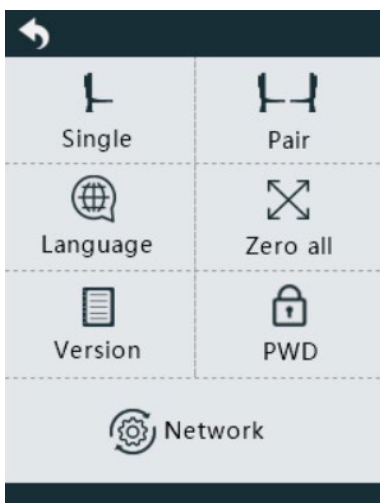 Single
Pair
Language
Zero all
Version
PWD
Network